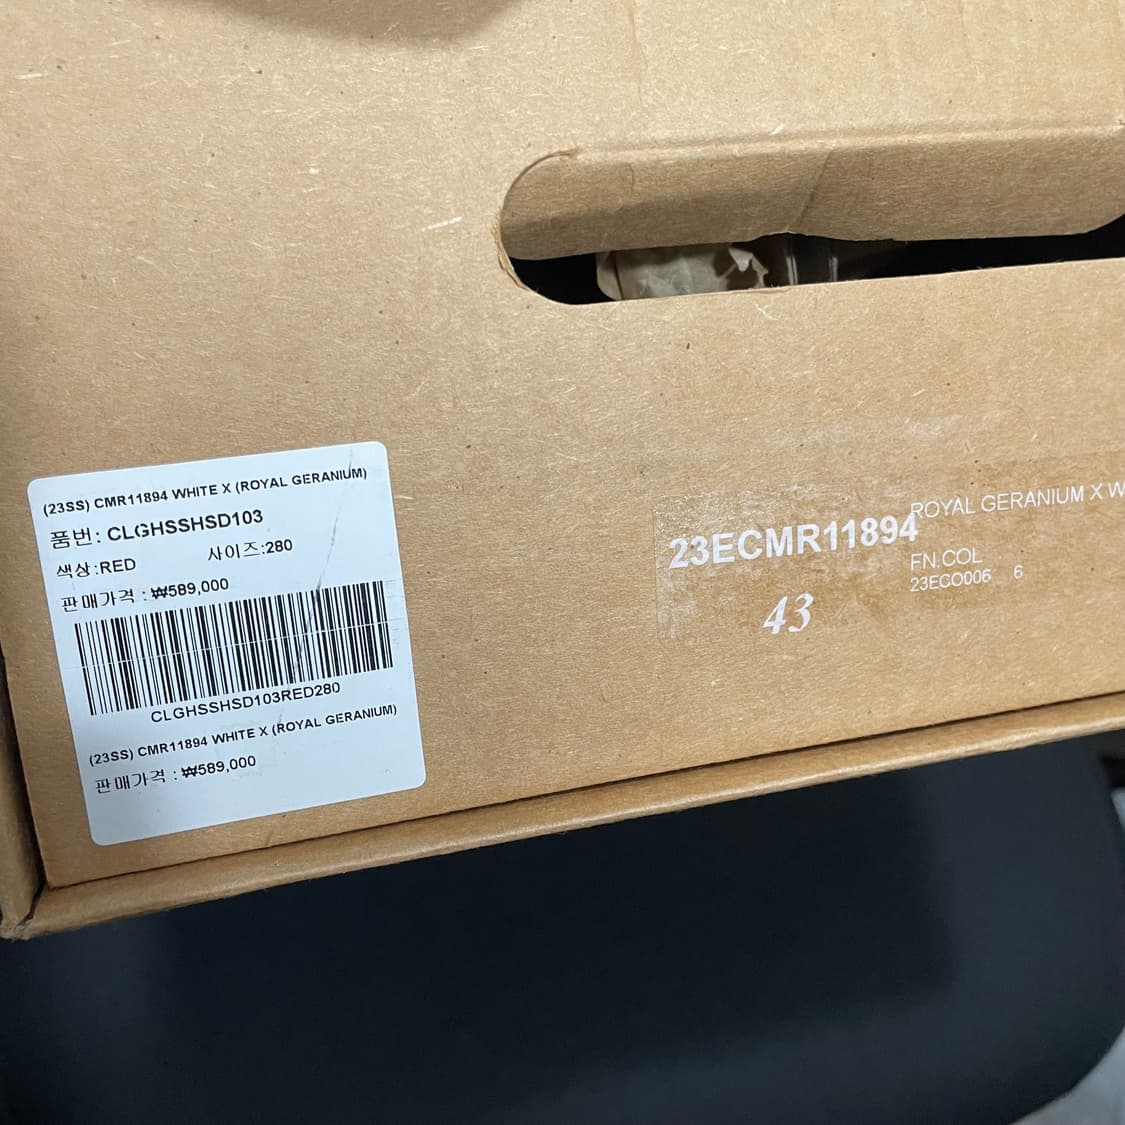 (23SS) CMR11894 WHITE X (ROYAL GERANIUM)
품번: CLGHSSHSD103
색상:RED 사이즈:280
판매가격 : ₩589,000
CLGHSSHSD103RED280
(23SS) CMR11894 WHITE X (ROYAL GERANIUM)
판매가격 : ₩589,000
23ECMR11894
43
ROYAL GERANIUM X W
FN.COL
23ECO006 6